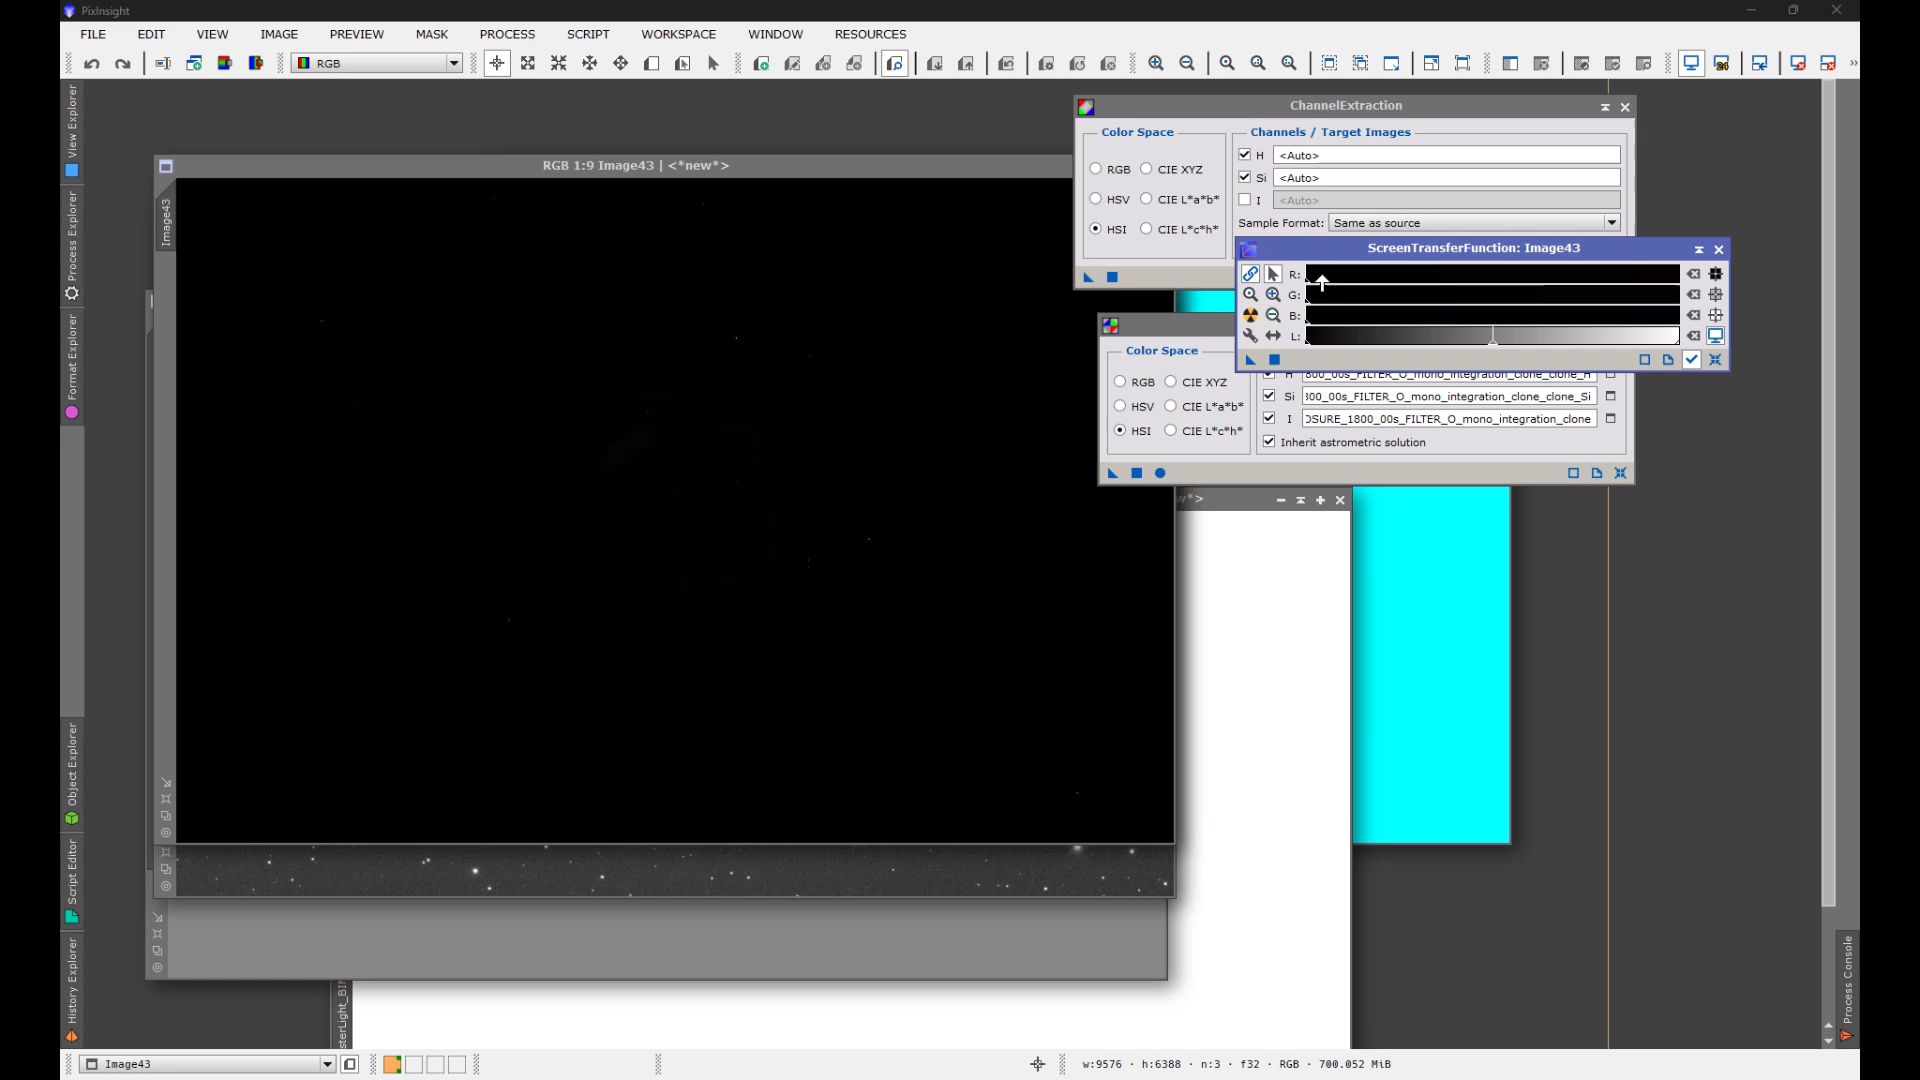 PixInsight
FILE EDIT VIEW IMAGE PREVIEW MASK PROCESS SCRIPT WORKSPACE WINDOW RESOURCES
RGB
View Explorer
Process Explorer
Format Explorer
Object Explorer
Script Editor
History Explorer
RGB 1:9 Image43 | <*new*>
Image43
ChannelExtraction
Color Space
RGB CIE XYZ
HSV CIE L*a*b*
HSI CIE L*c*h*
Channels / Target Images
H <Auto>
Si <Auto>
I <Auto>
Sample Format: Same as source
ScreenTransferFunction: Image43
R:
G:
B:
L:
Color Space
RGB CIE XYZ
HSV CIE L*a*b*
HSI CIE L*c*h*
H 800_00s_FILTER_O_mono_integration_clone_clone_H
Si 300_00s_FILTER_O_mono_integration_clone_clone_Si
I OSURE_1800_00s_FILTER_O_mono_integration_clone
Inherit astrometric solution
w*>
sterLight_BIN
Process Console
Image43
w:9576 · h:6388 · n:3 · f32 · RGB · 700.052 MiB